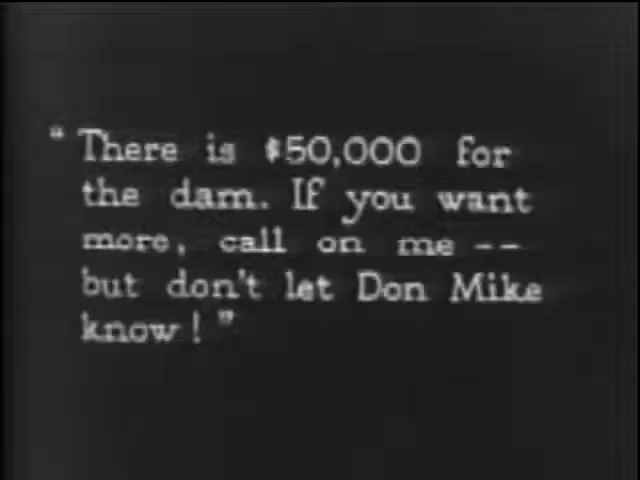 “There is $50,000 for
the dam. If you want
more, call on me --
but don't let Don Mike
know!”